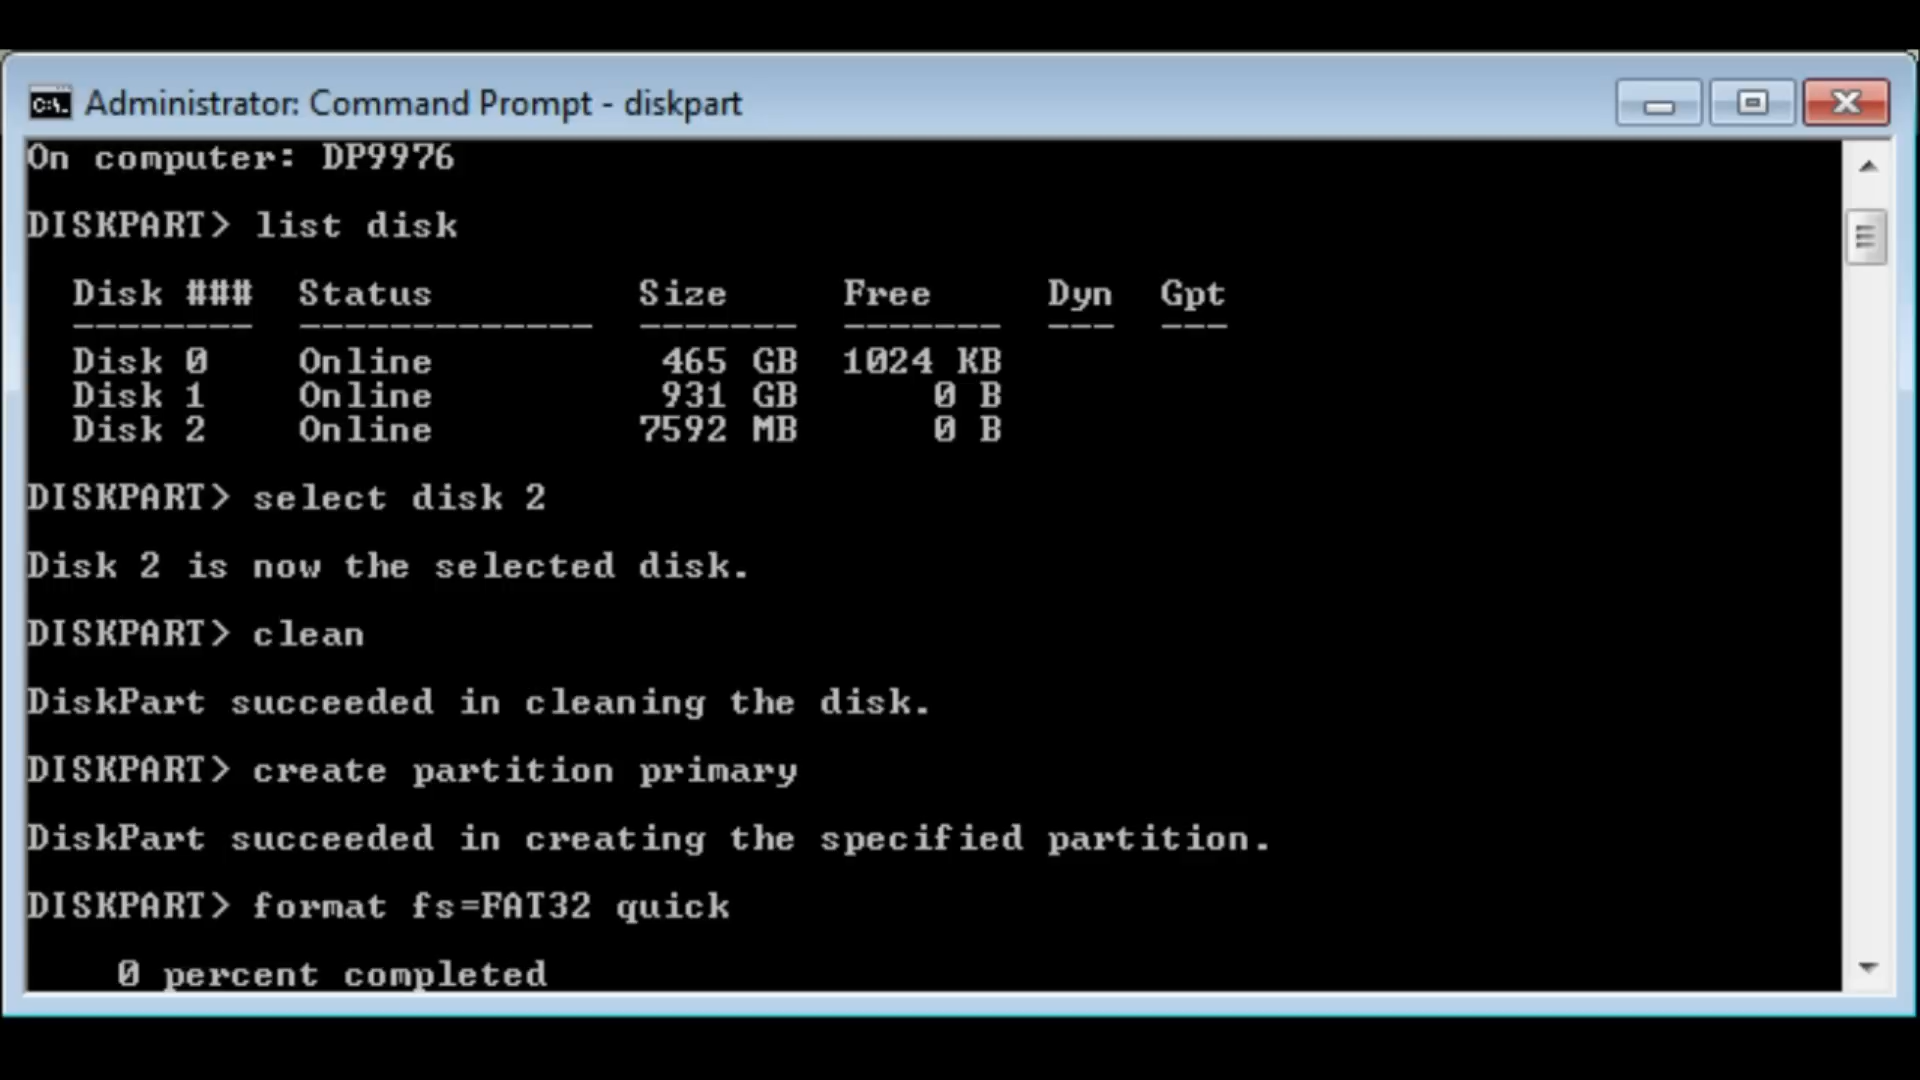 Administrator: Command Prompt - diskpart
On computer: DP9976
DISKPART> list disk
Disk ### Status Size Free Dyn Gpt
-------- ------------- ------- ------- --- ---
Disk 0 Online 465 GB 1024 KB
Disk 1 Online 931 GB 0 B
Disk 2 Online 7592 MB 0 B
DISKPART> select disk 2
Disk 2 is now the selected disk.
DISKPART> clean
DiskPart succeeded in cleaning the disk.
DISKPART> create partition primary
DiskPart succeeded in creating the specified partition.
DISKPART> format fs=FAT32 quick
0 percent completed